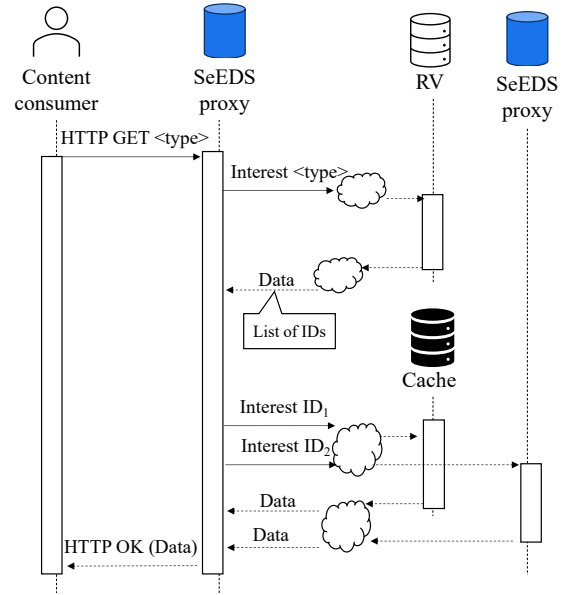 Content
consumer
SeEDS
proxy
RV
SeEDS
proxy
HTTP GET <type>
Interest <type>
Data
List of IDs
Cache
Interest ID₁
Interest ID₂
Data
Data
HTTP OK (Data)